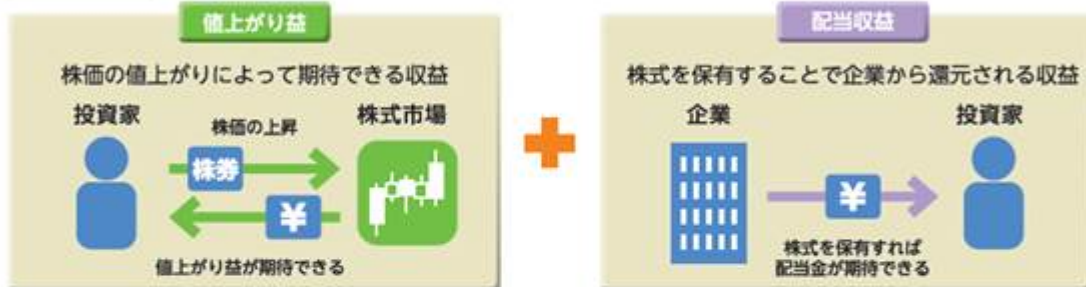 値上がり益
株価の値上がりによって期待できる収益
投資家
株価の上昇
株式市場
株券
¥
値上がり益が期待できる
配当収益
株式を保有することで企業から還元される収益
企業
投資家
¥
株式を保有すれば
配当金が期待できる